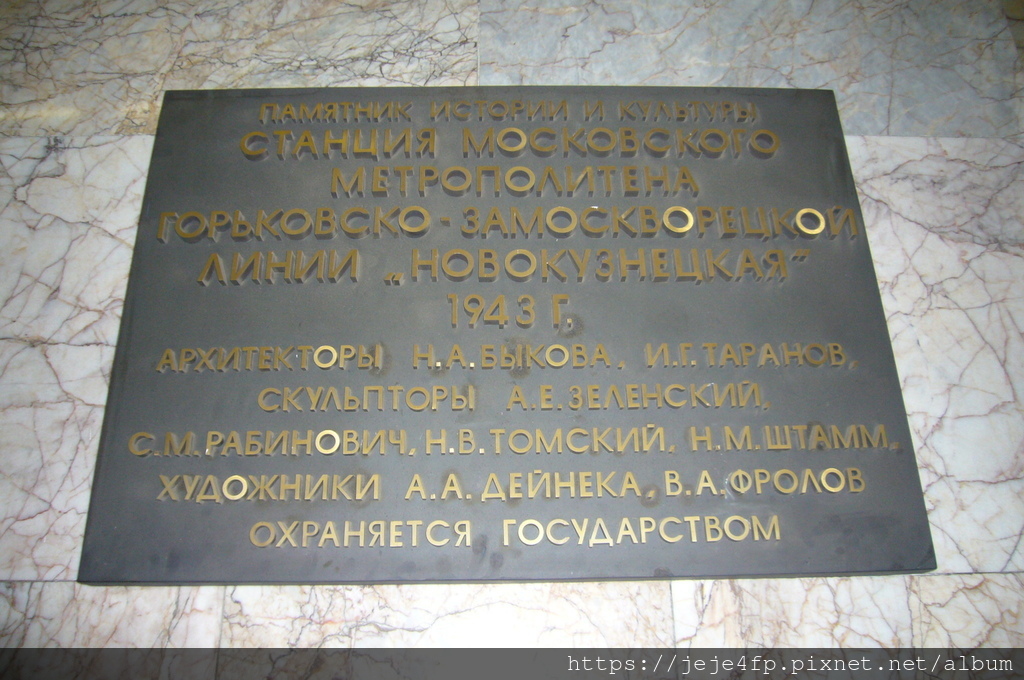 ПАМЯТНИК ИСТОРИИ И КУЛЬТУРЫ
СТАНЦИЯ МОСКОВСКОГО
МЕТРОПОЛИТЕНА
ГОРЬКОВСКО-ЗАМОСКВОРЕЦКОЙ
ЛИНИИ „НОВОКУЗНЕЦКАЯ"
1943 Г.
АРХИТЕКТОРЫ Н.А.БЫКОВА, И.Г.ТАРАНОВ,
СКУЛЬПТОРЫ А.Е.ЗЕЛЕНСКИЙ,
С.М.РАБИНОВИЧ, Н.В.ТОМСКИЙ, Н.М.ШТАММ,
ХУДОЖНИКИ А.А.ДЕЙНЕКА, В.А.ФРОЛОВ
ОХРАНЯЕТСЯ ГОСУДАРСТВОМ
https://jeje4fp.pixnet.net/album